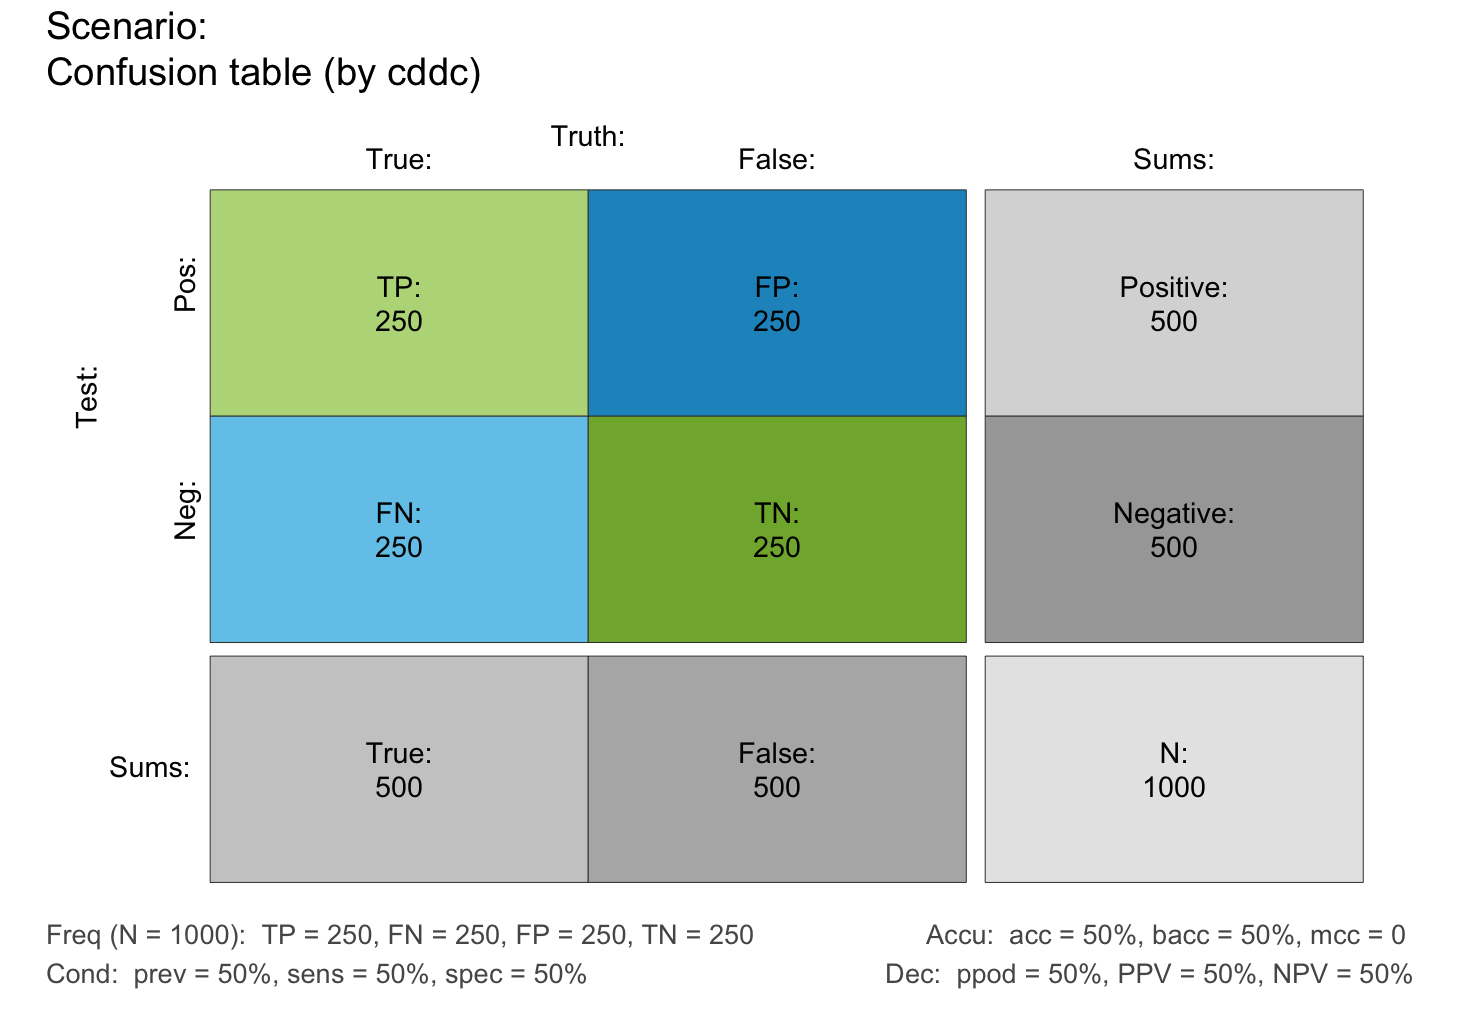 Scenario:
Confusion table (by cddc)
Truth:
True:
False:
Sums:
Test:
Pos:
TP:
250
FP:
250
Positive:
500
Neg:
FN:
250
TN:
250
Negative:
500
Sums:
True:
500
False:
500
N:
1000
Freq (N = 1000):  TP = 250, FN = 250, FP = 250, TN = 250
Accu:  acc = 50%, bacc = 50%, mcc = 0
Cond:  prev = 50%, sens = 50%, spec = 50%
Dec:  ppod = 50%, PPV = 50%, NPV = 50%